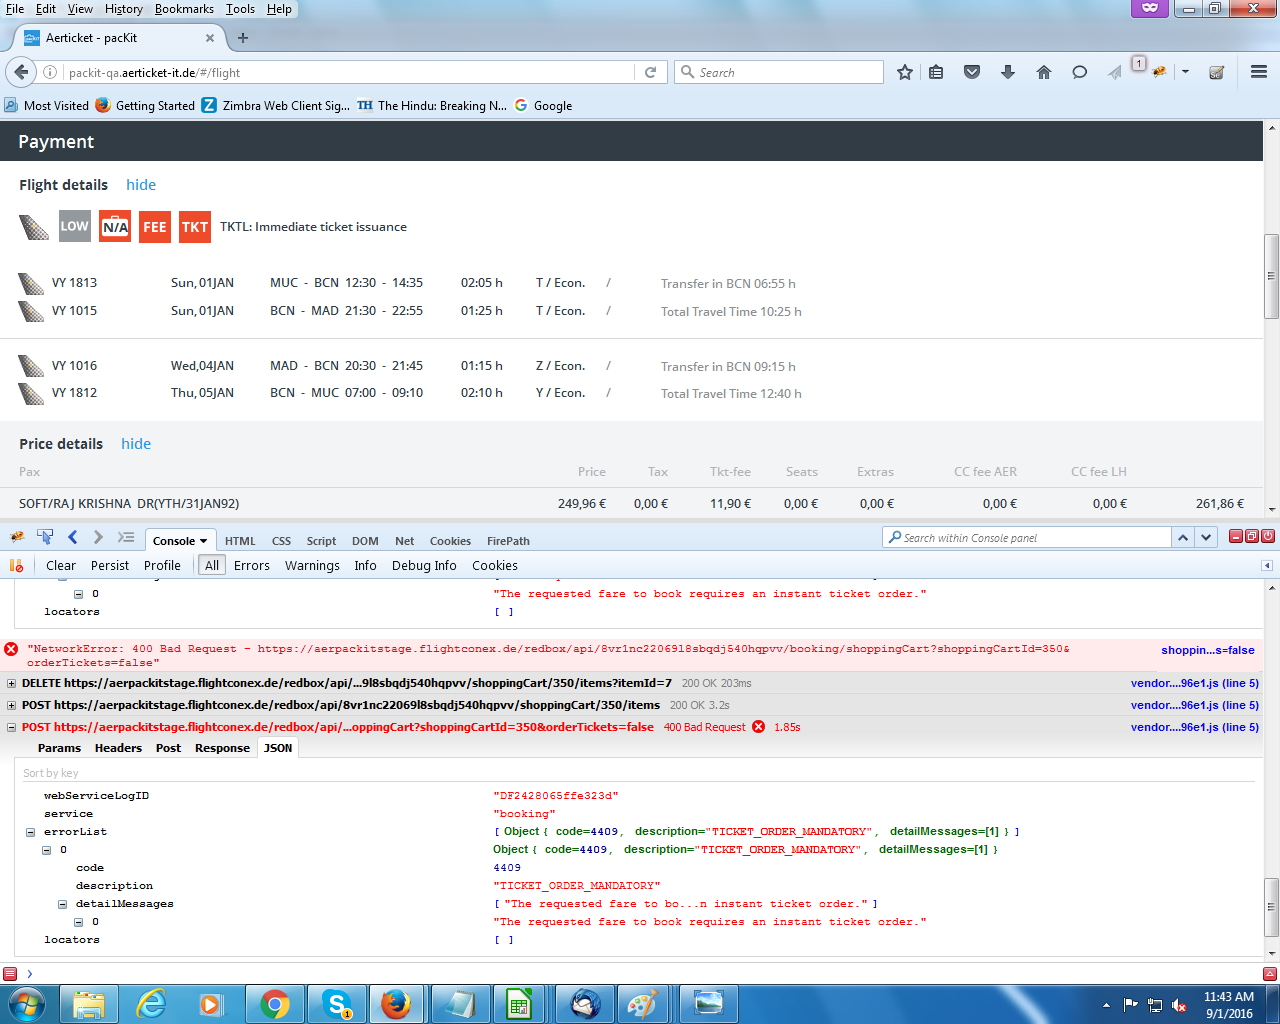 File Edit View History Bookmarks Tools Help
Aerticket - pacKit
packit-qa.aerticket-it.de/#/flight
Search
1
Most Visited Getting Started Zimbra Web Client Sig... TH The Hindu: Breaking N... Google
Payment
Flight details hide
LOW N/A FEE TKT TKTL: Immediate ticket issuance
VY 1813 Sun, 01JAN MUC - BCN 12:30 - 14:35 02:05 h T / Econ. / Transfer in BCN 06:55 h
VY 1015 Sun, 01JAN BCN - MAD 21:30 - 22:55 01:25 h T / Econ. / Total Travel Time 10:25 h
VY 1016 Wed,04JAN MAD - BCN 20:30 - 21:45 01:15 h Z / Econ. / Transfer in BCN 09:15 h
VY 1812 Thu, 05JAN BCN - MUC 07:00 - 09:10 02:10 h Y / Econ. / Total Travel Time 12:40 h
Price details hide
Pax Price Tax Tkt-fee Seats Extras CC fee AER CC fee LH
SOFT/RAJ KRISHNA DR(YTH/31JAN92) 249,96 € 0,00 € 11,90 € 0,00 € 0,00 € 0,00 € 0,00 € 261,86 €
Console HTML CSS Script DOM Net Cookies FirePath Search within Console panel
Clear Persist Profile All Errors Warnings Info Debug Info Cookies
0 "The requested fare to book requires an instant ticket order."
locators [ ]
"NetworkError: 400 Bad Request - https://aerpackitstage.flightconex.de/redbox/api/8vr1nc22069l8sbqdj540hqpvv/booking/shoppingCart?shoppingCartId=350& shoppin...s=false
orderTickets=false"
DELETE https://aerpackitstage.flightconex.de/redbox/api/...9l8sbqdj540hqpvv/shoppingCart/350/items?itemId=7 200 OK 203ms vendor....96e1.js (line 5)
POST https://aerpackitstage.flightconex.de/redbox/api/8vr1nc22069l8sbqdj540hqpvv/shoppingCart/350/items 200 OK 3.2s vendor....96e1.js (line 5)
POST https://aerpackitstage.flightconex.de/redbox/api/...oppingCart?shoppingCartId=350&orderTickets=false 400 Bad Request 1.85s vendor....96e1.js (line 5)
Params Headers Post Response JSON
Sort by key
webServiceLogID "DF2428065ffe323d"
service "booking"
errorList [ Object { code=4409, description="TICKET_ORDER_MANDATORY", detailMessages=[1] } ]
0 Object { code=4409, description="TICKET_ORDER_MANDATORY", detailMessages=[1] }
code 4409
description "TICKET_ORDER_MANDATORY"
detailMessages [ "The requested fare to bo...n instant ticket order." ]
0 "The requested fare to book requires an instant ticket order."
locators [ ]
11:43 AM
9/1/2016